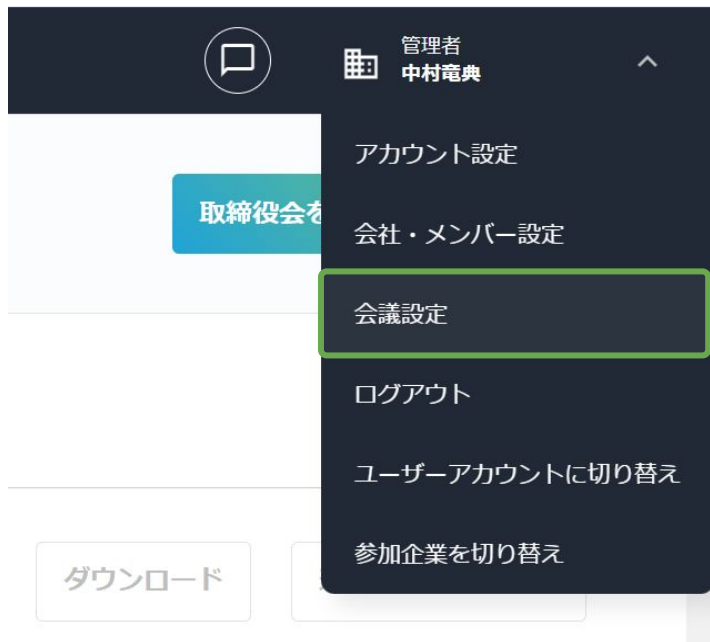 管理者
中村竜典
アカウント設定
取締役会を
会社・メンバー設定
会議設定
ログアウト
ユーザーアカウントに切り替え
参加企業を切り替え
ダウンロード